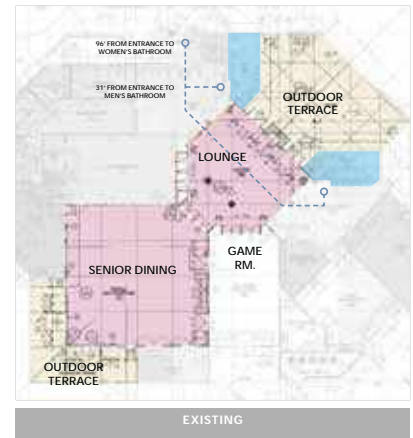 96' FROM ENTRANCE TO
WOMEN'S BATHROOM
31' FROM ENTRANCE TO
MEN'S BATHROOM
OUTDOOR
TERRACE
LOUNGE
GAME
RM.
SENIOR DINING
OUTDOOR
TERRACE
EXISTING